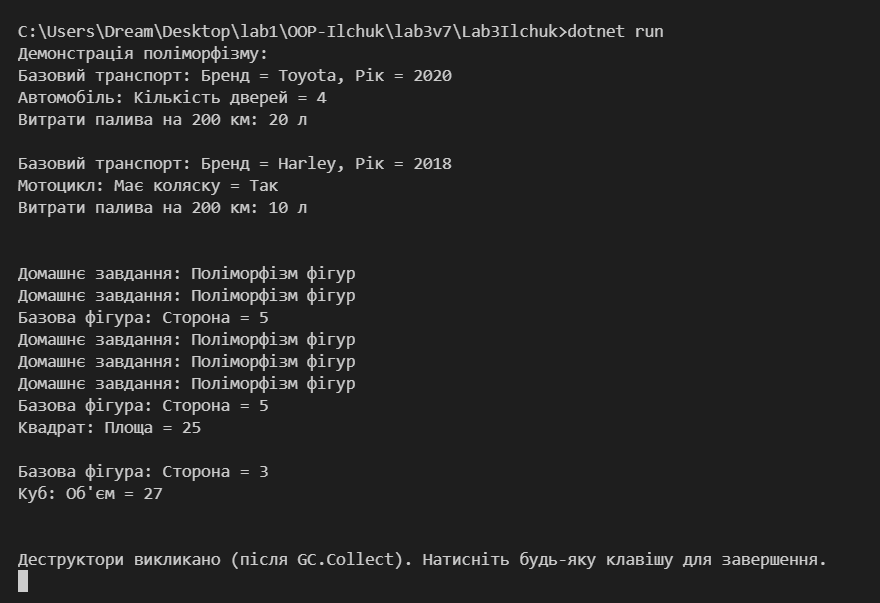 C:\Users\Dream\Desktop\lab1\OOP-Ilchuk\lab3v7\Lab3Ilchuk>dotnet run
Демонстрація поліморфізму:
Базовий транспорт: Бренд = Toyota, Рік = 2020
Автомобіль: Кількість дверей = 4
Витрати палива на 200 км: 20 л
Базовий транспорт: Бренд = Harley, Рік = 2018
Мотоцикл: Має коляску = Так
Витрати палива на 200 км: 10 л
Домашнє завдання: Поліморфізм фігур
Домашнє завдання: Поліморфізм фігур
Базова фігура: Сторона = 5
Домашнє завдання: Поліморфізм фігур
Домашнє завдання: Поліморфізм фігур
Домашнє завдання: Поліморфізм фігур
Базова фігура: Сторона = 5
Квадрат: Площа = 25
Базова фігура: Сторона = 3
Куб: Об'єм = 27
Деструктори викликано (після GC.Collect). Натисніть будь-яку клавішу для завершення.